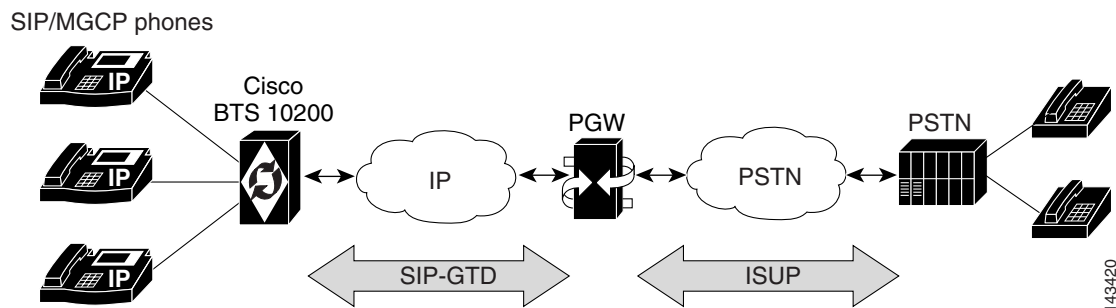 SIP/MGCP phones
IP
IP
IP
Cisco
BTS 10200
IP
PGW
PSTN
PSTN
SIP-GTD
ISUP
143420